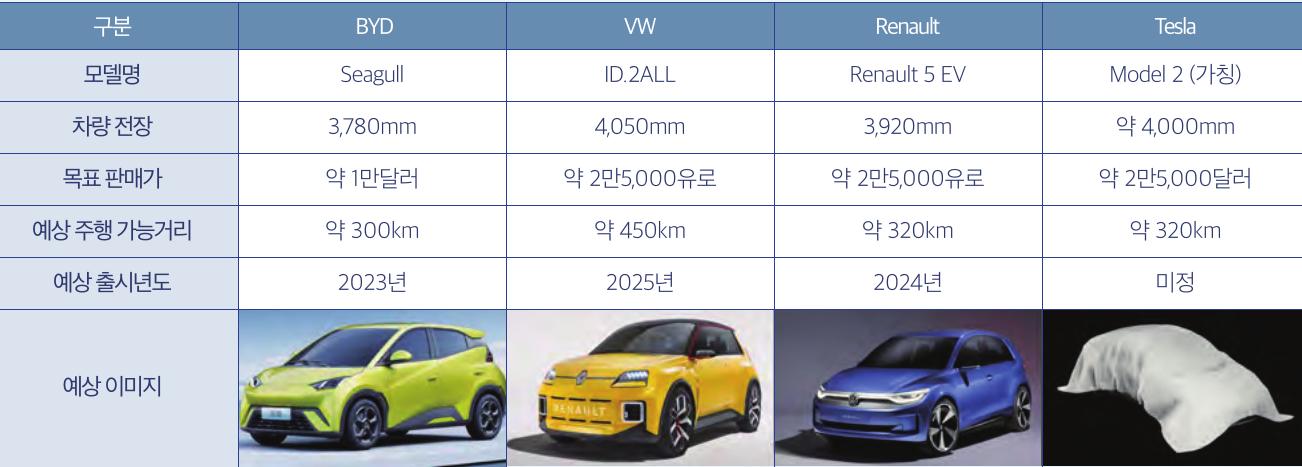 구분 BYD VW Renault Tesla
모델명 Seagull ID.2ALL Renault 5 EV Model 2 (가칭)
차량 전장 3,780mm 4,050mm 3,920mm 약 4,000mm
목표 판매가 약 1만달러 약 2만5,000유로 약 2만5,000유로 약 2만5,000달러
예상 주행 가능거리 약 300km 약 450km 약 320km 약 320km
예상 출시년도 2023년 2025년 2024년 미정
예상 이미지
RENAULT